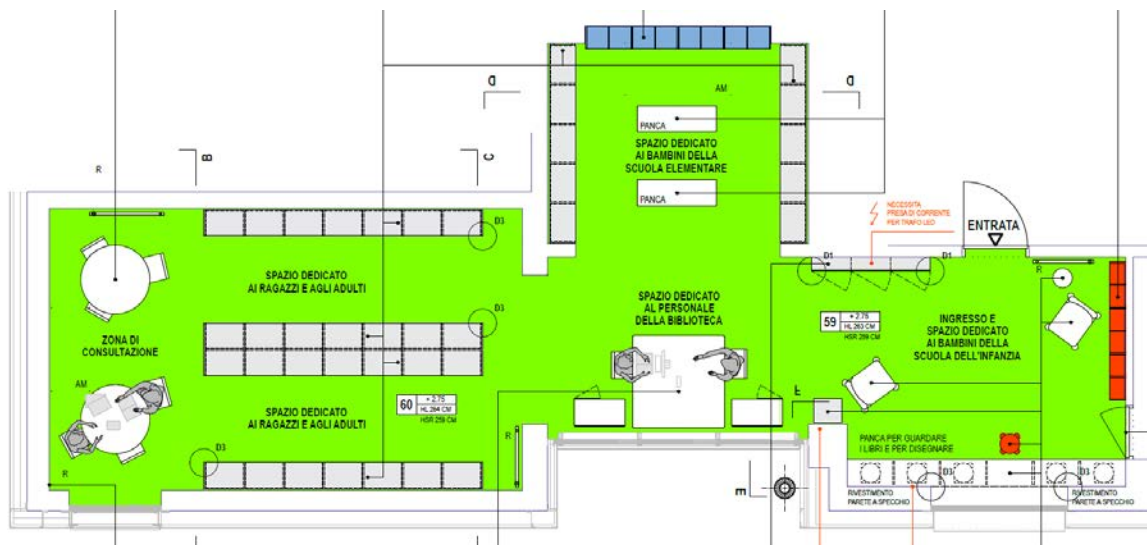 D
D
AM
PANCA
SPAZIO DEDICATO
AI BAMBINI DELLA
SCUOLA ELEMENTARE
PANCA
B
C
R
D3
NECESSITA
PRESA DI CORRENTE
PER TRAFO LED
ENTRATA
SPAZIO DEDICATO
AI RAGAZZI E AGLI ADULTI
D1
D1
R
SPAZIO DEDICATO
AL PERSONALE
DELLA BIBLIOTECA
D3
ZONA DI
CONSULTAZIONE
59
+ 2.75
HL 263 CM
HSR 259 CM
INGRESSO E
SPAZIO DEDICATO
AI BAMBINI DELLA
SCUOLA DELL'INFANZIA
AM
SPAZIO DEDICATO
AI RAGAZZI E AGLI ADULTI
60
+ 2.75
HL 264 CM
HSR 259 CM
R
D3
R
PANCA PER GUARDARE
I LIBRI E PER DISEGNARE
D3
D3
E
RIVESTIMENTO
PARETE A SPECCHIO
RIVESTIMENTO
PARETE A SPECCHIO